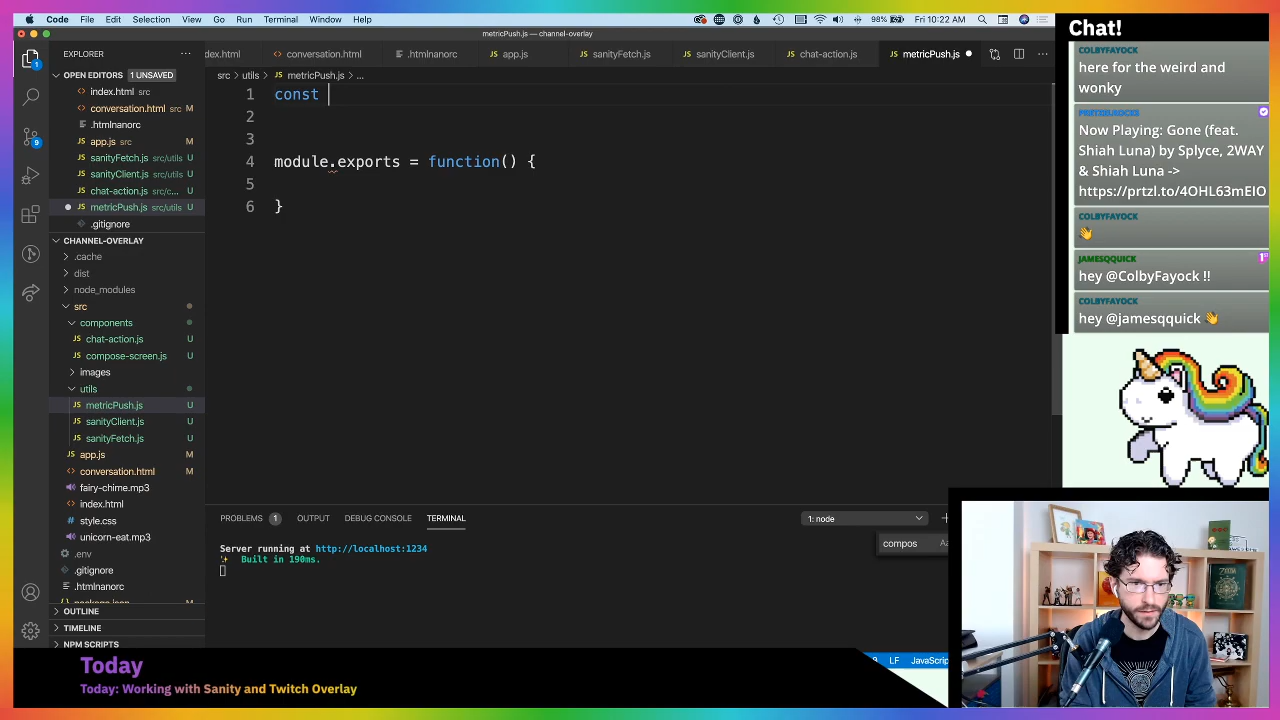 Code File Edit Selection View Go Run Terminal Window Help
98% Fri 10:22 AM
metricPush.js — channel-overlay
EXPLORER
OPEN EDITORS 1 UNSAVED
index.html src
conversation.html src M
.htmlnanorc
app.js src M
sanityFetch.js src/utils U
sanityClient.js src/utils U
chat-action.js src/c... U
metricPush.js src/utils U
.gitignore
CHANNEL-OVERLAY
.cache
dist
node_modules
src
components
chat-action.js U
compose-screen.js U
images
utils
metricPush.js U
sanityClient.js U
sanityFetch.js U
app.js M
conversation.html M
fairy-chime.mp3
index.html
style.css
unicorn-eat.mp3
.env
.gitignore
.htmlnanorc
OUTLINE
TIMELINE
NPM SCRIPTS
1
9
dex.html conversation.html .htmlnanorc app.js sanityFetch.js sanityClient.js chat-action.js metricPush.js
src > utils > metricPush.js > ...
1 const
2
3
4 module.exports = function() {
5
6 }
PROBLEMS 1 OUTPUT DEBUG CONSOLE TERMINAL
1: node
compos
Server running at http://localhost:1234
✨ Built in 190ms.
LF JavaScrip
Chat!
COLBYFAYOCK
here for the weird and
wonky
Now Playing: Gone (feat.
Shiah Luna) by Splyce, 2WAY
& Shiah Luna ->
https://prtzl.to/4OHL63mEIO
COLBYFAYOCK
👋
JAMESQQUICK
hey @ColbyFayock !!
COLBYFAYOCK
hey @jamesqquick 👋
Today
Today: Working with Sanity and Twitch Overlay